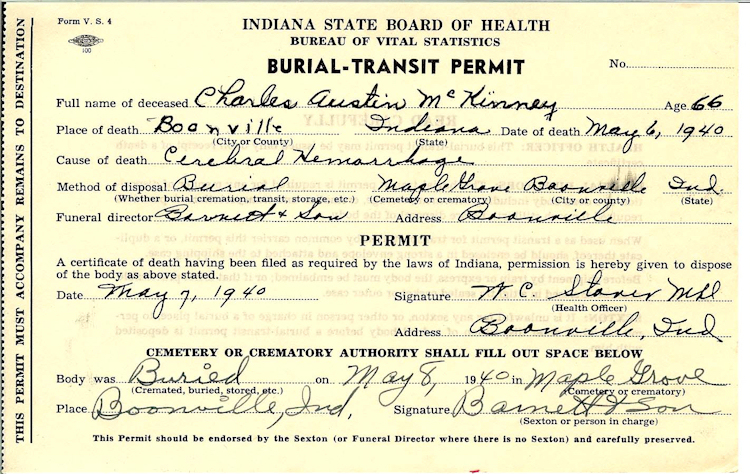 Form V. S. 4
100
INDIANA STATE BOARD OF HEALTH
BUREAU OF VITAL STATISTICS
BURIAL-TRANSIT PERMIT
No.
Full name of deceased Charles Austin McKinney Age 66
Place of death Boonville Indiana Date of death May 6, 1940
(City or County) (State)
Cause of death Cerebral Hemorrhage
Method of disposal Burial Maple Grove Boonville Ind.
(Whether burial cremation, transit, storage, etc.) (Cemetery or crematory) (City or county) (State)
Funeral director Barnett & Son Address Boonville
PERMIT
A certificate of death having been filed as required by the laws of Indiana, permission is hereby given to dispose
of the body as above stated.
Date May 7, 1940 Signature W. C. Stover Md
(Health Officer)
Address Boonville, Ind
CEMETERY OR CREMATORY AUTHORITY SHALL FILL OUT SPACE BELOW
Body was Buried on May 8, 1940 in Maple Grove
(Cremated, buried, stored, etc.) (Cemetery or crematory)
Place Boonville, Ind. Signature Barnett & Son
(Sexton or person in charge)
This Permit should be endorsed by the Sexton (or Funeral Director where there is no Sexton) and carefully preserved.
THIS PERMIT MUST ACCOMPANY REMAINS TO DESTINATION